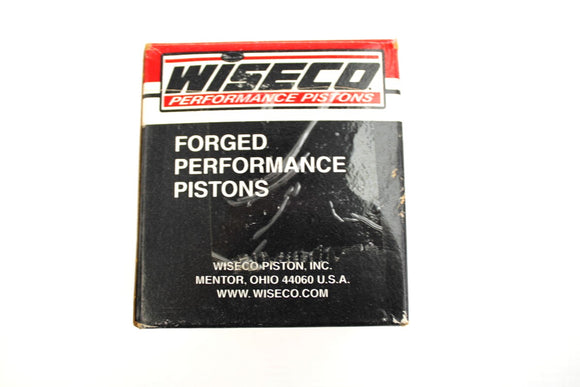 WISECO
PERFORMANCE PISTONS
FORGED
PERFORMANCE
PISTONS
WISECO PISTON, INC.
MENTOR, OHIO 44060 U.S.A.
WWW.WISECO.COM